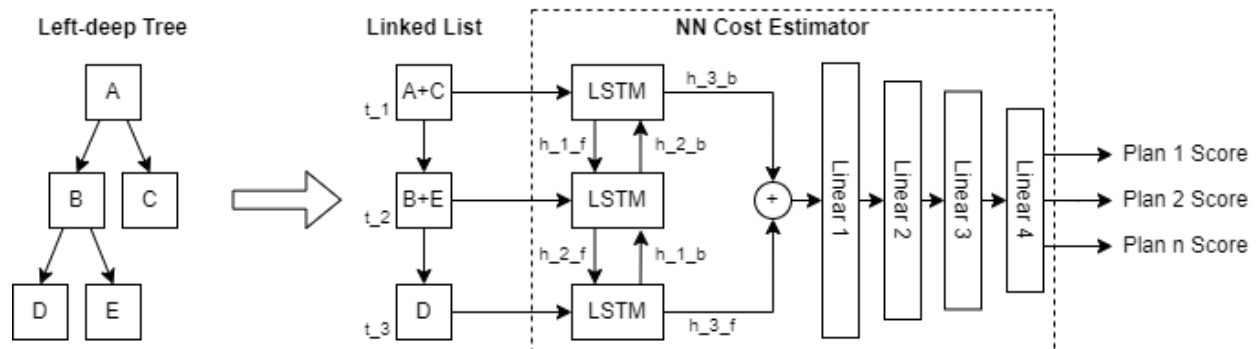 Left-deep Tree
Linked List
NN Cost Estimator
A
B
C
D
E
t_1
A+C
t_2
B+E
t_3
D
LSTM
h_3_b
h_1_f
h_2_b
LSTM
h_2_f
h_1_b
LSTM
h_3_f
+
Linear 1
Linear 2
Linear 3
Linear 4
Plan 1 Score
Plan 2 Score
Plan n Score